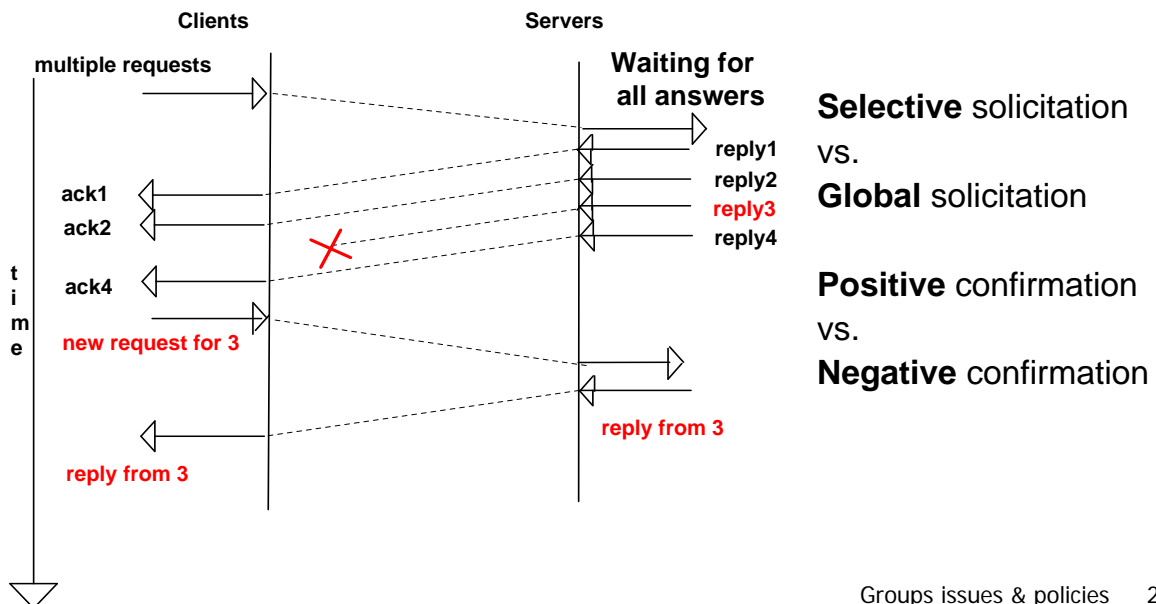 Clients
Servers
multiple requests
Waiting for
all answers
reply1
reply2
reply3
reply4
ack1
ack2
ack4
time
new request for 3
reply from 3
reply from 3
Selective solicitation
vs.
Global solicitation
Positive confirmation
vs.
Negative confirmation
Groups issues & policies 2